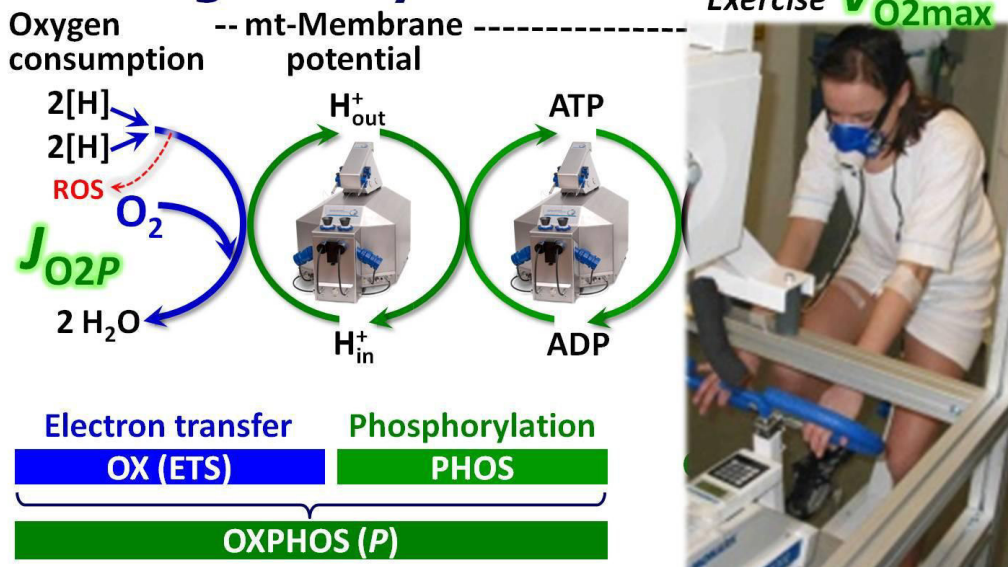 Exercise V̇O2max
Oxygen
consumption
-- mt-Membrane ------------
potential
2[H]
2[H]
ROS
O₂
JO2P
2 H₂O
H⁺out
H⁺in
ATP
ADP
Electron transfer
Phosphorylation
OX (ETS)
PHOS
OXPHOS (P)